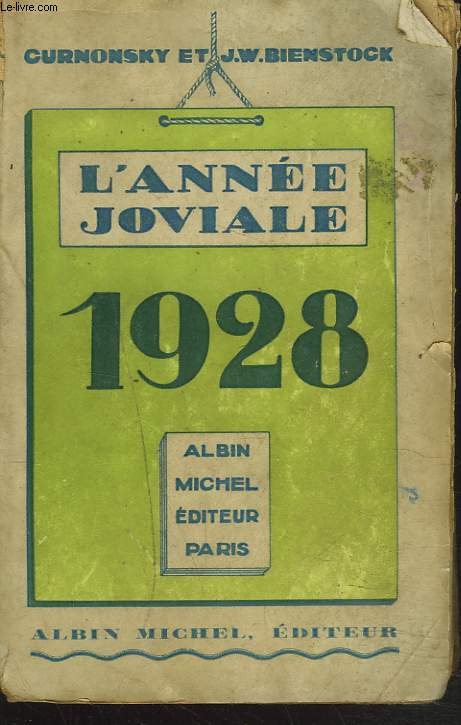 Le-livre.com
CURNONSKY ET J.W.BIENSTOCK
L'ANNÉE
JOVIALE
1928
ALBIN
MICHEL
ÉDITEUR
PARIS
ALBIN MICHEL, ÉDITEUR